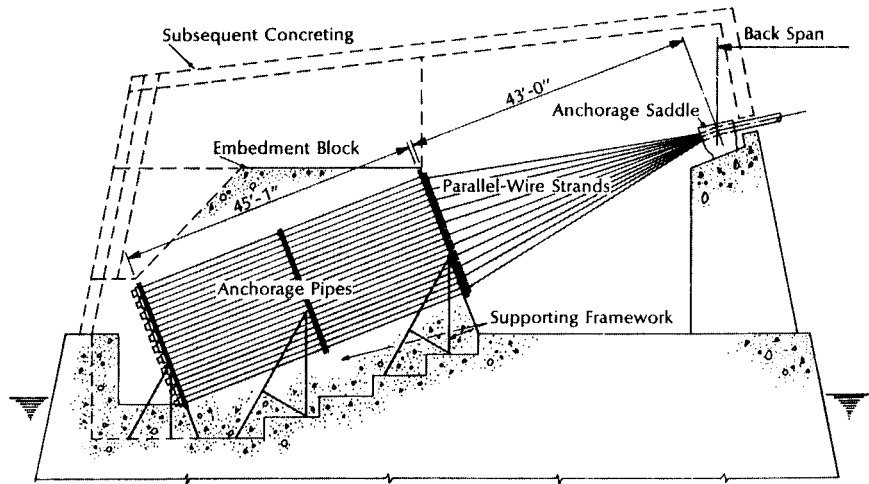 Subsequent Concreting
Back Span
43'-0"
Anchorage Saddle
Embedment Block
45'-1"
Parallel-Wire Strands
Anchorage Pipes
Supporting Framework